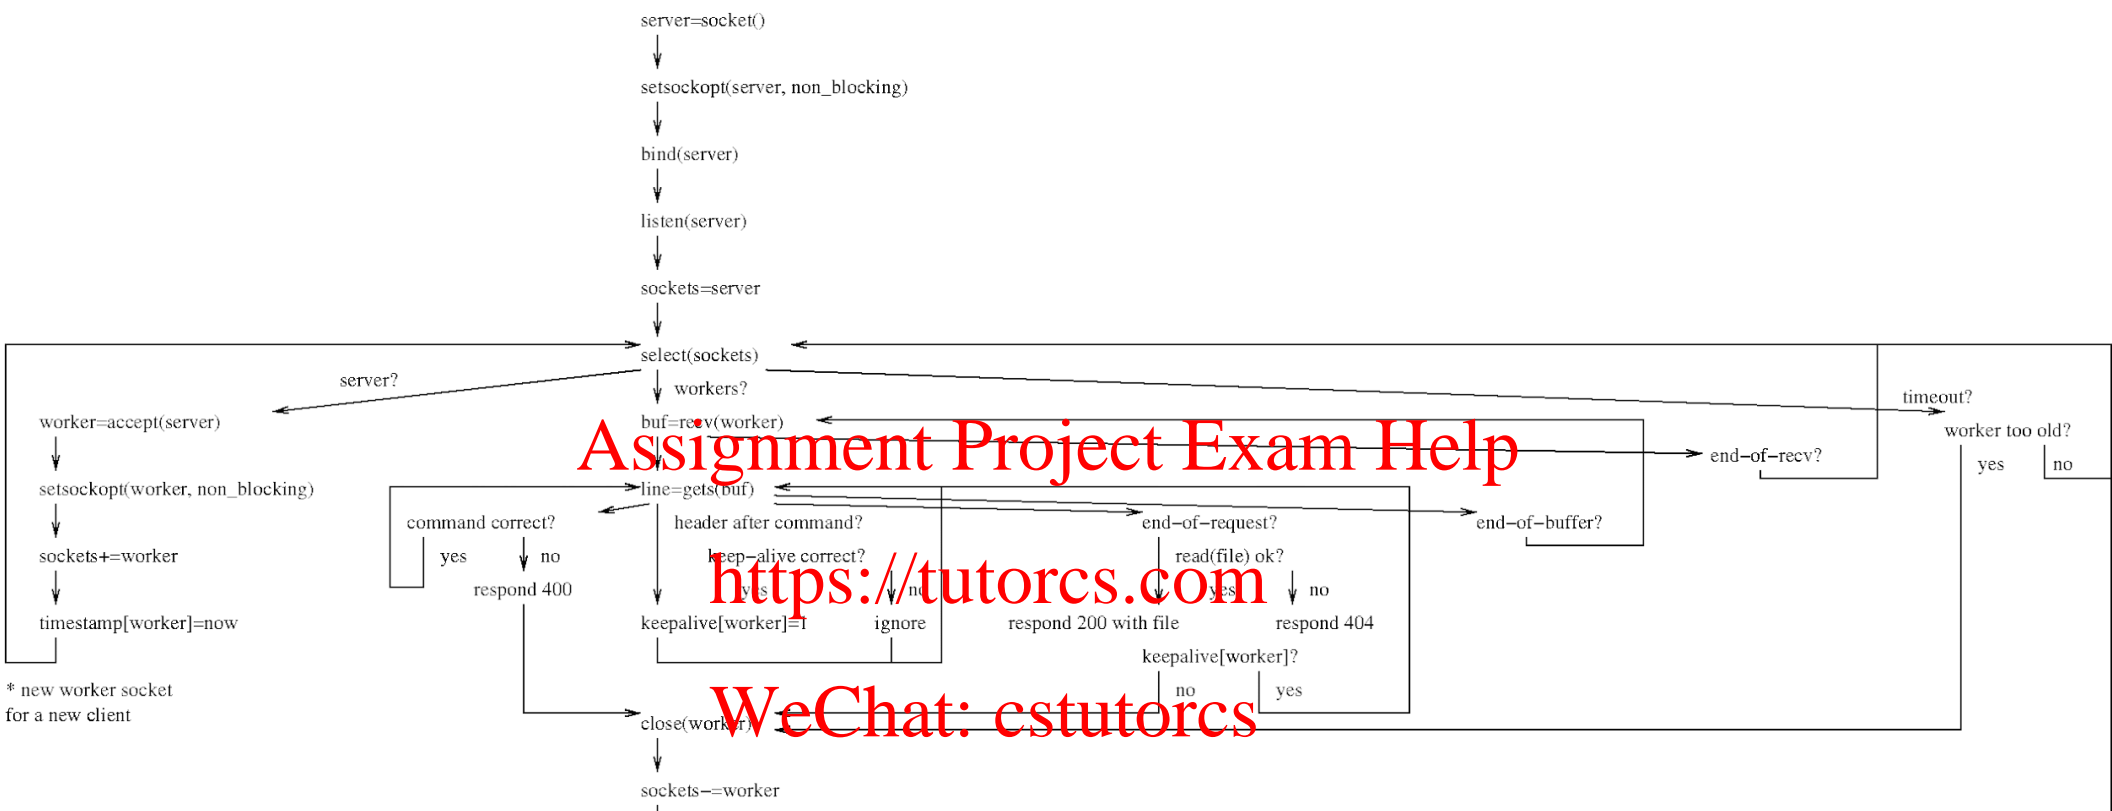 server=socket()
setsockopt(server, non_blocking)
bind(server)
listen(server)
sockets=server
select(sockets)
server?
workers?
timeout?
worker=accept(server)
buf=recv(worker)
worker too old?
Assignment Project Exam Help
end-of-recv?
yes
no
setsockopt(worker, non_blocking)
line=gets(buf)
command correct?
header after command?
end-of-request?
end-of-buffer?
sockets+=worker
yes
no
keep-alive correct?
read(file) ok?
https://tutorcs.com
respond 400
yes
no
yes
no
timestamp[worker]=now
keepalive[worker]=1
ignore
respond 200 with file
respond 404
keepalive[worker]?
* new worker socket
for a new client
no
yes
WeChat: cstutorcs
close(worker)
sockets-=worker